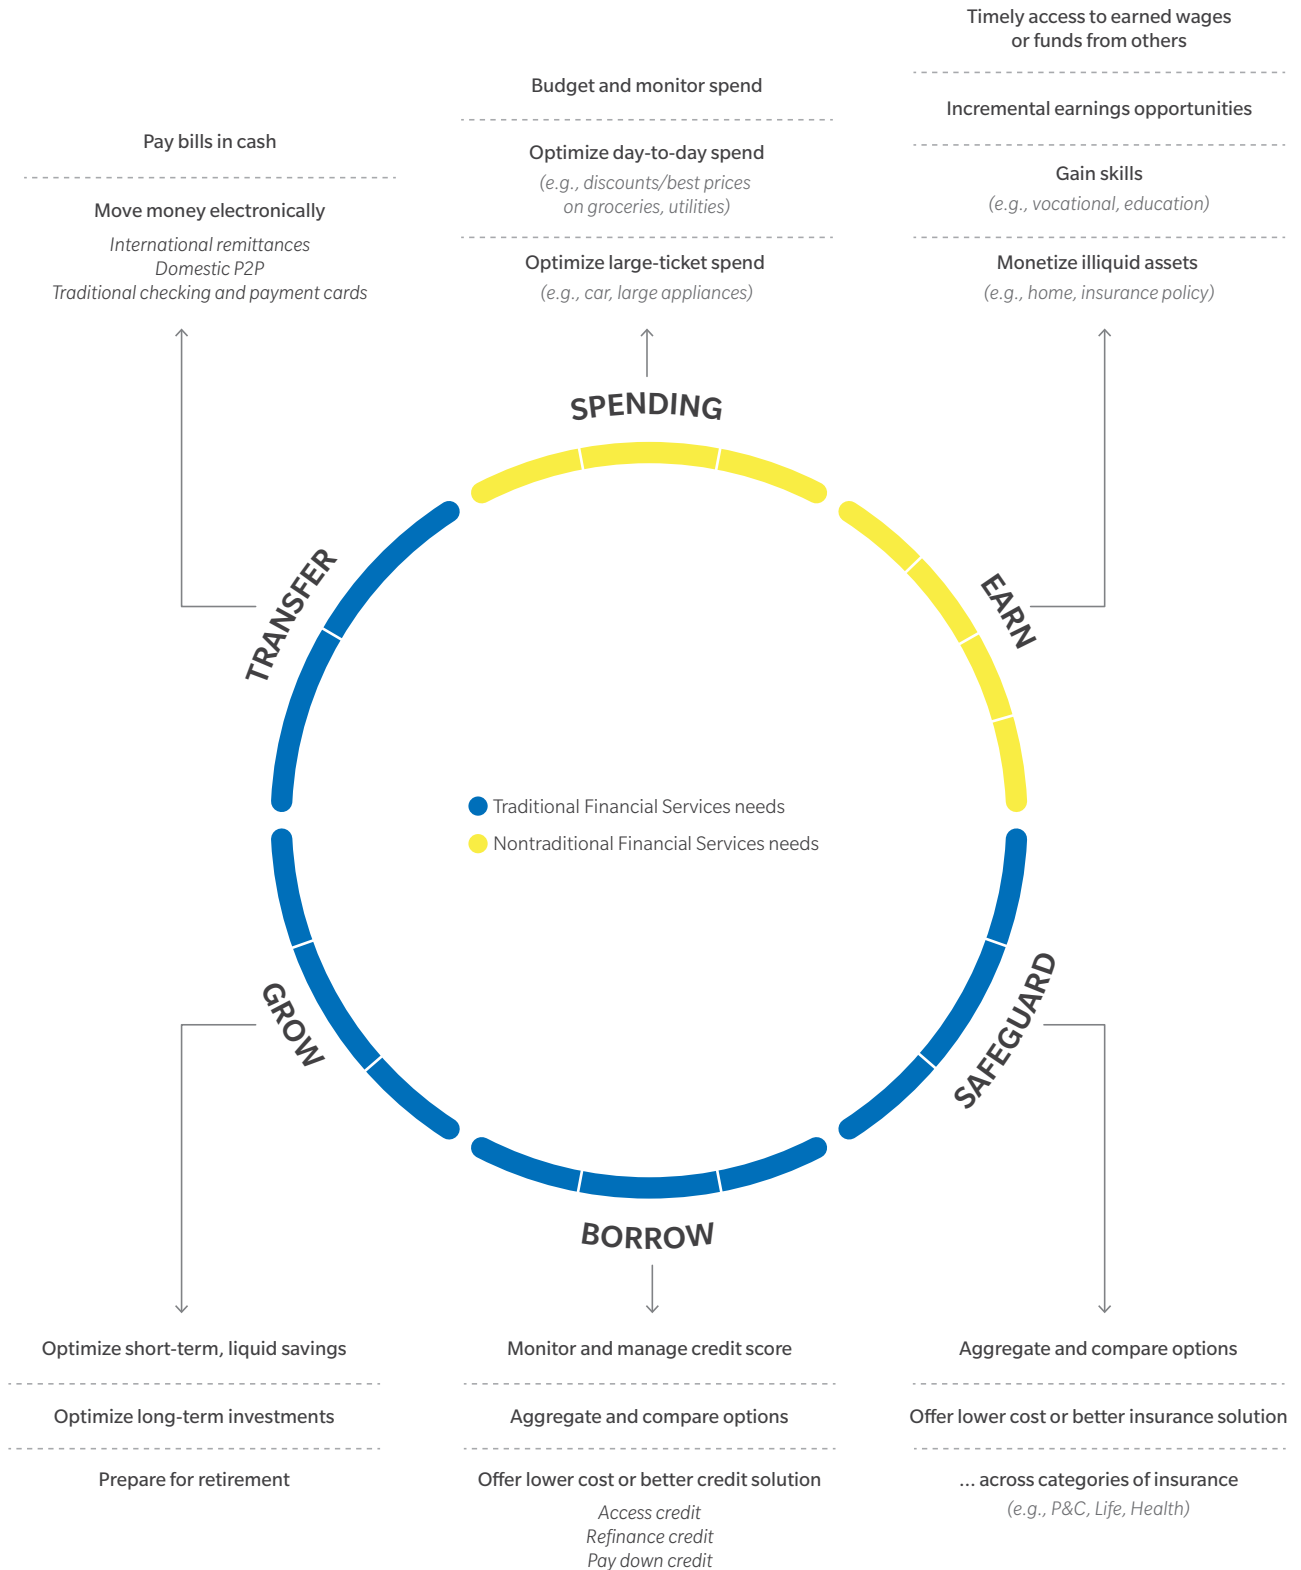 Pay bills in cash
Move money electronically
International remittances
Domestic P2P
Traditional checking and payment cards
Budget and monitor spend
Optimize day-to-day spend
(e.g., discounts/best prices
on groceries, utilities)
Optimize large-ticket spend
(e.g., car, large appliances)
Timely access to earned wages
or funds from others
Incremental earnings opportunities
Gain skills
(e.g., vocational, education)
Monetize illiquid assets
(e.g., home, insurance policy)
SPENDING
TRANSFER
EARN
Traditional Financial Services needs
Nontraditional Financial Services needs
GROW
SAFEGUARD
BORROW
Optimize short-term, liquid savings
Optimize long-term investments
Prepare for retirement
Monitor and manage credit score
Aggregate and compare options
Offer lower cost or better credit solution
Access credit
Refinance credit
Pay down credit
Aggregate and compare options
Offer lower cost or better insurance solution
... across categories of insurance
(e.g., P&C, Life, Health)